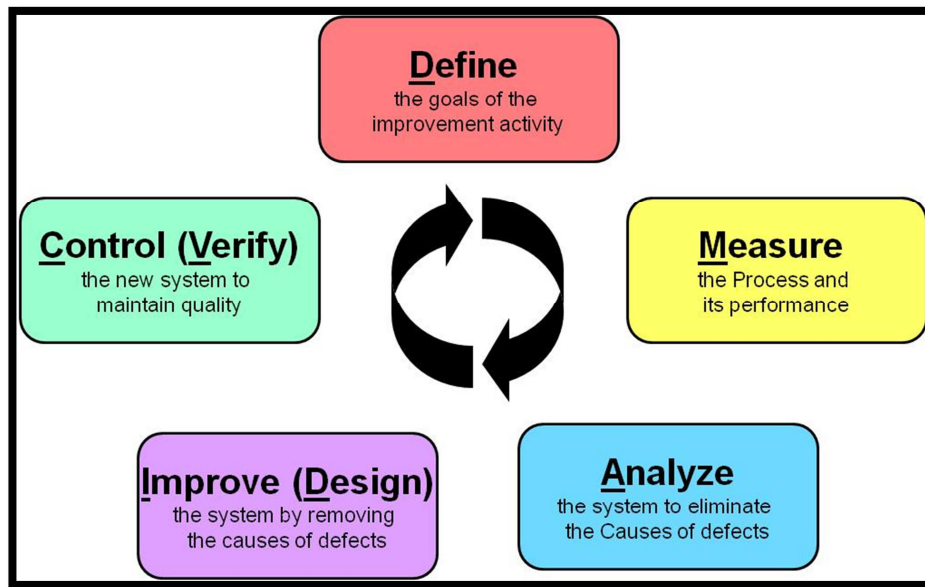 Define
the goals of the
improvement activity
Measure
the Process and
its performance
Analyze
the system to eliminate
the Causes of defects
Improve (Design)
the system by removing
the causes of defects
Control (Verify)
the new system to
maintain quality